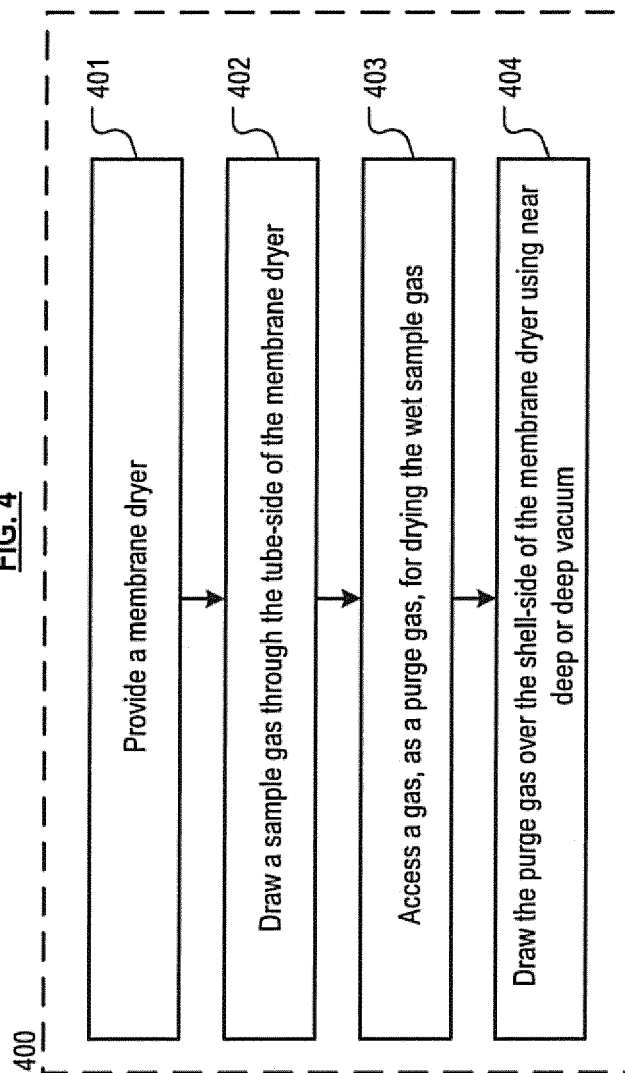 FIG. 4
400
Provide a membrane dryer
401
Draw a sample gas through the tube-side of the membrane dryer
402
Access a gas, as a purge gas, for drying the wet sample gas
403
Draw the purge gas over the shell-side of the membrane dryer using near
deep or deep vacuum
404